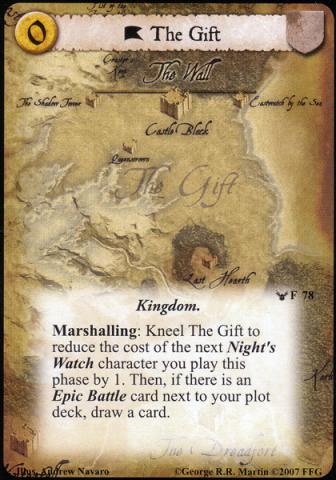 0
The Gift
The Wall
The Shadow Tower
Castle Black
Eastwatch by the Sea
Queenscrown
The Gift
Last Hearth
F 78
Kingdom.
Marshalling: Kneel The Gift to
reduce the cost of the next Night's
Watch character you play this
phase by 1. Then, if there is an
Epic Battle card next to your plot
deck, draw a card.
The Dreadfort
Illus. Andrew Navaro
©George R.R. Martin ©2007 FFG